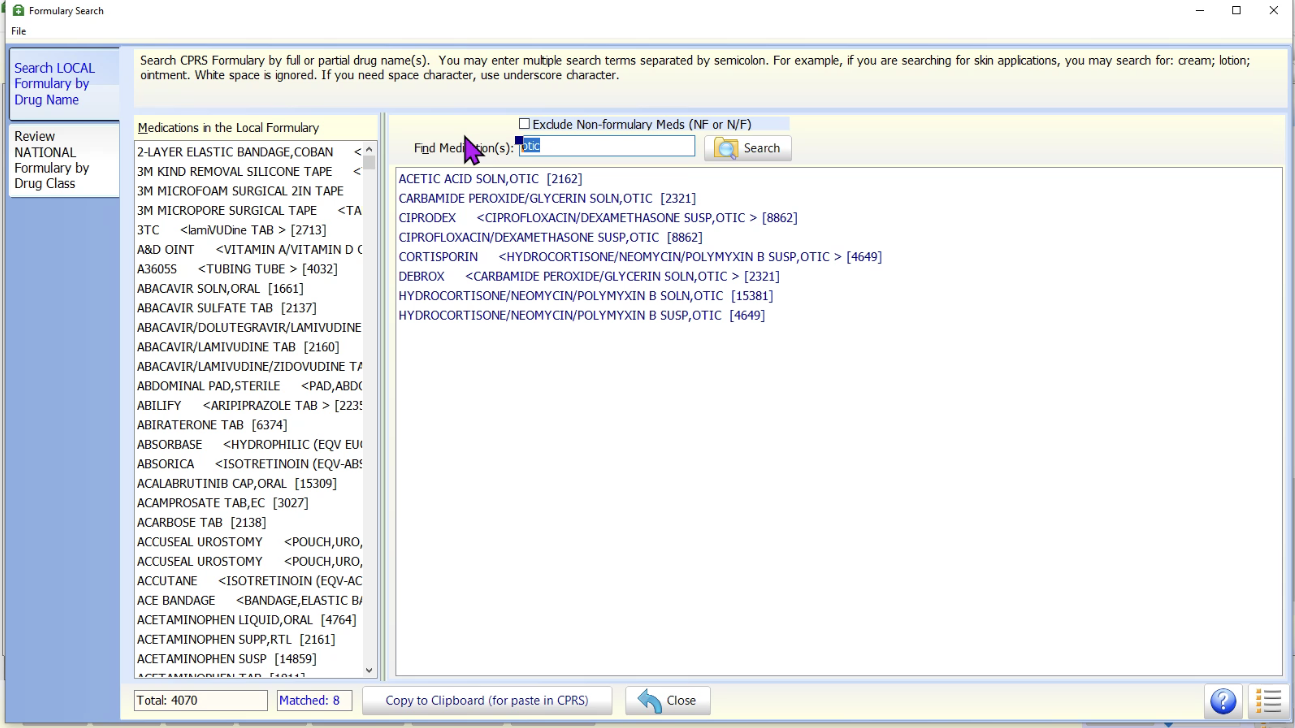 Formulary Search
File
Search LOCAL
Formulary by
Drug Name
Review
NATIONAL
Formulary by
Drug Class
Search CPRS Formulary by full or partial drug name(s).  You may enter multiple search terms separated by semicolon. For example, if you are searching for skin applications, you may search for: cream; lotion;
ointment. White space is ignored. If you need space character, use underscore character.
Medications in the Local Formulary
2-LAYER ELASTIC BANDAGE,COBAN    <
3M KIND REMOVAL SILICONE TAPE    <
3M MICROFOAM SURGICAL 2IN TAPE
3M MICROPORE SURGICAL TAPE    <TA
3TC    <lamiVUDine TAB > [2713]
A&D OINT    <VITAMIN A/VITAMIN D O
A3605S    <TUBING TUBE > [4032]
ABACAVIR SOLN,ORAL  [1661]
ABACAVIR SULFATE TAB  [2137]
ABACAVIR/DOLUTEGRAVIR/LAMIVUDINE
ABACAVIR/LAMIVUDINE TAB  [2160]
ABACAVIR/LAMIVUDINE/ZIDOVUDINE TA
ABDOMINAL PAD,STERILE    <PAD,ABDO
ABILIFY    <ARIPIPRAZOLE TAB > [2235
ABIRATERONE TAB  [6374]
ABSORBASE    <HYDROPHILIC (EQV EUC
ABSORICA    <ISOTRETINOIN (EQV-ABS
ACALABRUTINIB CAP,ORAL  [15309]
ACAMPROSATE TAB,EC  [3027]
ACARBOSE TAB  [2138]
ACCUSEAL UROSTOMY    <POUCH,URO,
ACCUSEAL UROSTOMY    <POUCH,URO,
ACCUTANE    <ISOTRETINOIN (EQV-AC
ACE BANDAGE    <BANDAGE,ELASTIC BA
ACETAMINOPHEN LIQUID,ORAL  [4764]
ACETAMINOPHEN SUPP,RTL  [2161]
ACETAMINOPHEN SUSP  [14859]
ACETAMINOPHEN TAB  [1811]
Exclude Non-formulary Meds (NF or N/F)
Find Medication(s): otic Search
ACETIC ACID SOLN,OTIC  [2162]
CARBAMIDE PEROXIDE/GLYCERIN SOLN,OTIC  [2321]
CIPRODEX    <CIPROFLOXACIN/DEXAMETHASONE SUSP,OTIC > [8862]
CIPROFLOXACIN/DEXAMETHASONE SUSP,OTIC  [8862]
CORTISPORIN    <HYDROCORTISONE/NEOMYCIN/POLYMYXIN B SUSP,OTIC > [4649]
DEBROX    <CARBAMIDE PEROXIDE/GLYCERIN SOLN,OTIC > [2321]
HYDROCORTISONE/NEOMYCIN/POLYMYXIN B SOLN,OTIC  [15381]
HYDROCORTISONE/NEOMYCIN/POLYMYXIN B SUSP,OTIC  [4649]
Total: 4070 Matched: 8 Copy to Clipboard (for paste in CPRS) Close ?